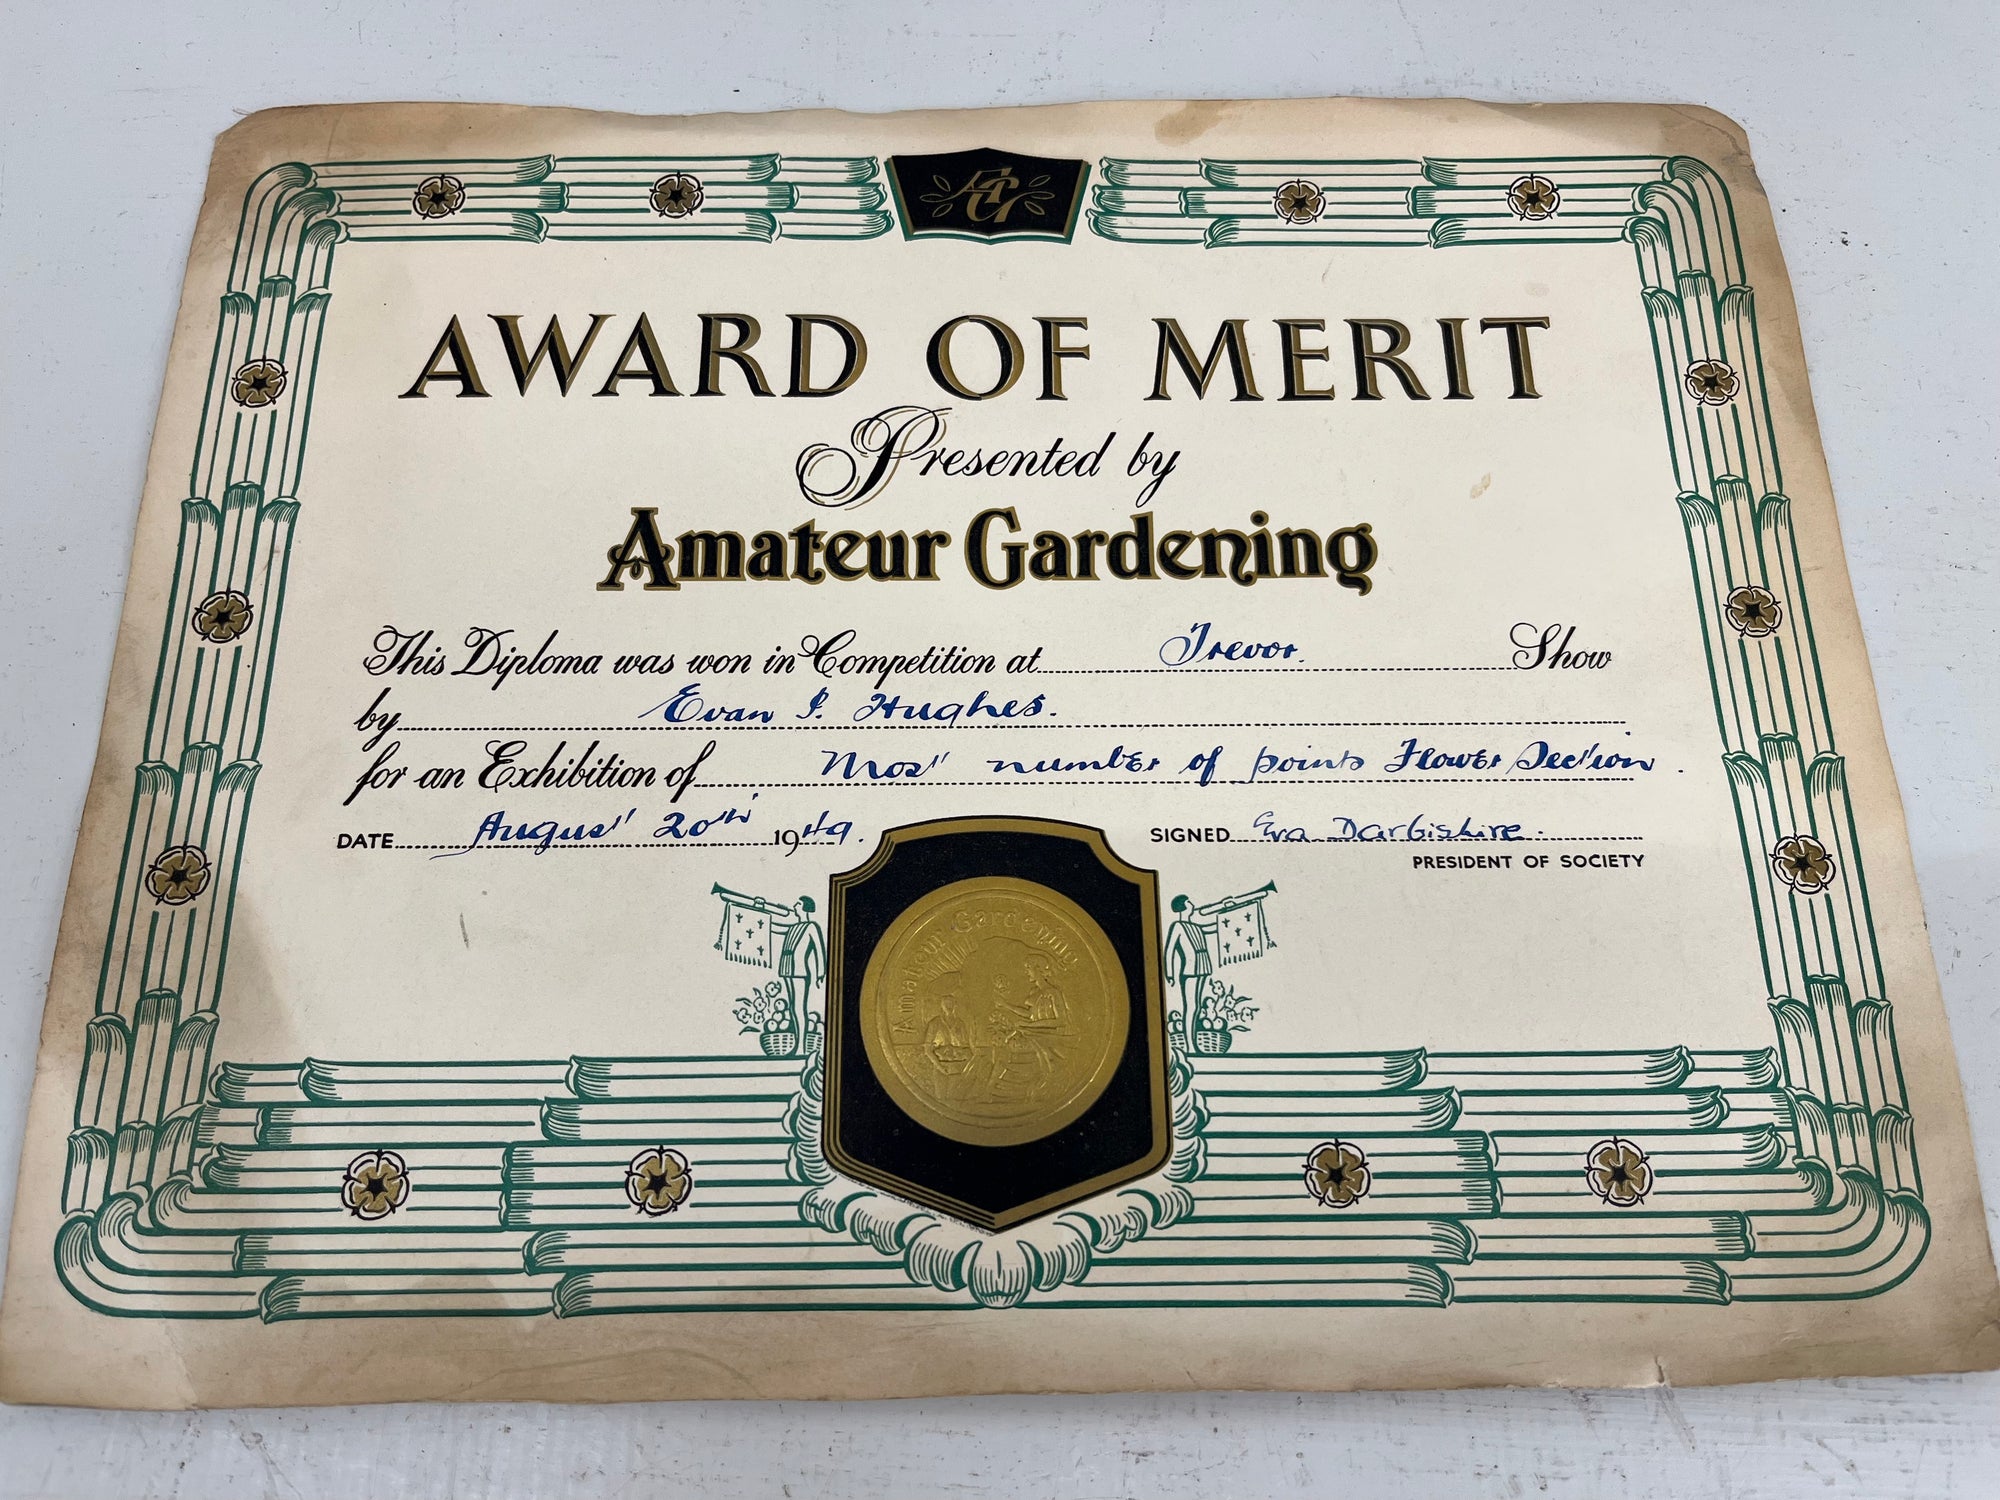 AG
AWARD OF MERIT
Presented by
Amateur Gardening
This Diploma was won in Competition at Trevor. Show
by Evan I. Hughes.
for an Exhibition of Most number of points Flower Section.
DATE August 20th 1949. SIGNED Eva Darbishire.
PRESIDENT OF SOCIETY
Amateur Gardening